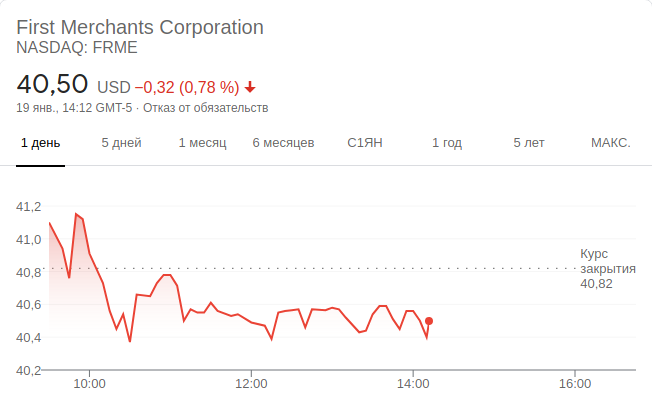 First Merchants Corporation
NASDAQ: FRME
40,50 USD −0,32 (0,78 %)
19 янв., 14:12 GMT-5 · Отказ от обязательств
1 день 5 дней 1 месяц 6 месяцев С1ЯН 1 год 5 лет МАКС.
41,2
41,0
Курс
40,8 закрытия
40,82
40,6
40,4
40,2
10:00 12:00 14:00 16:00